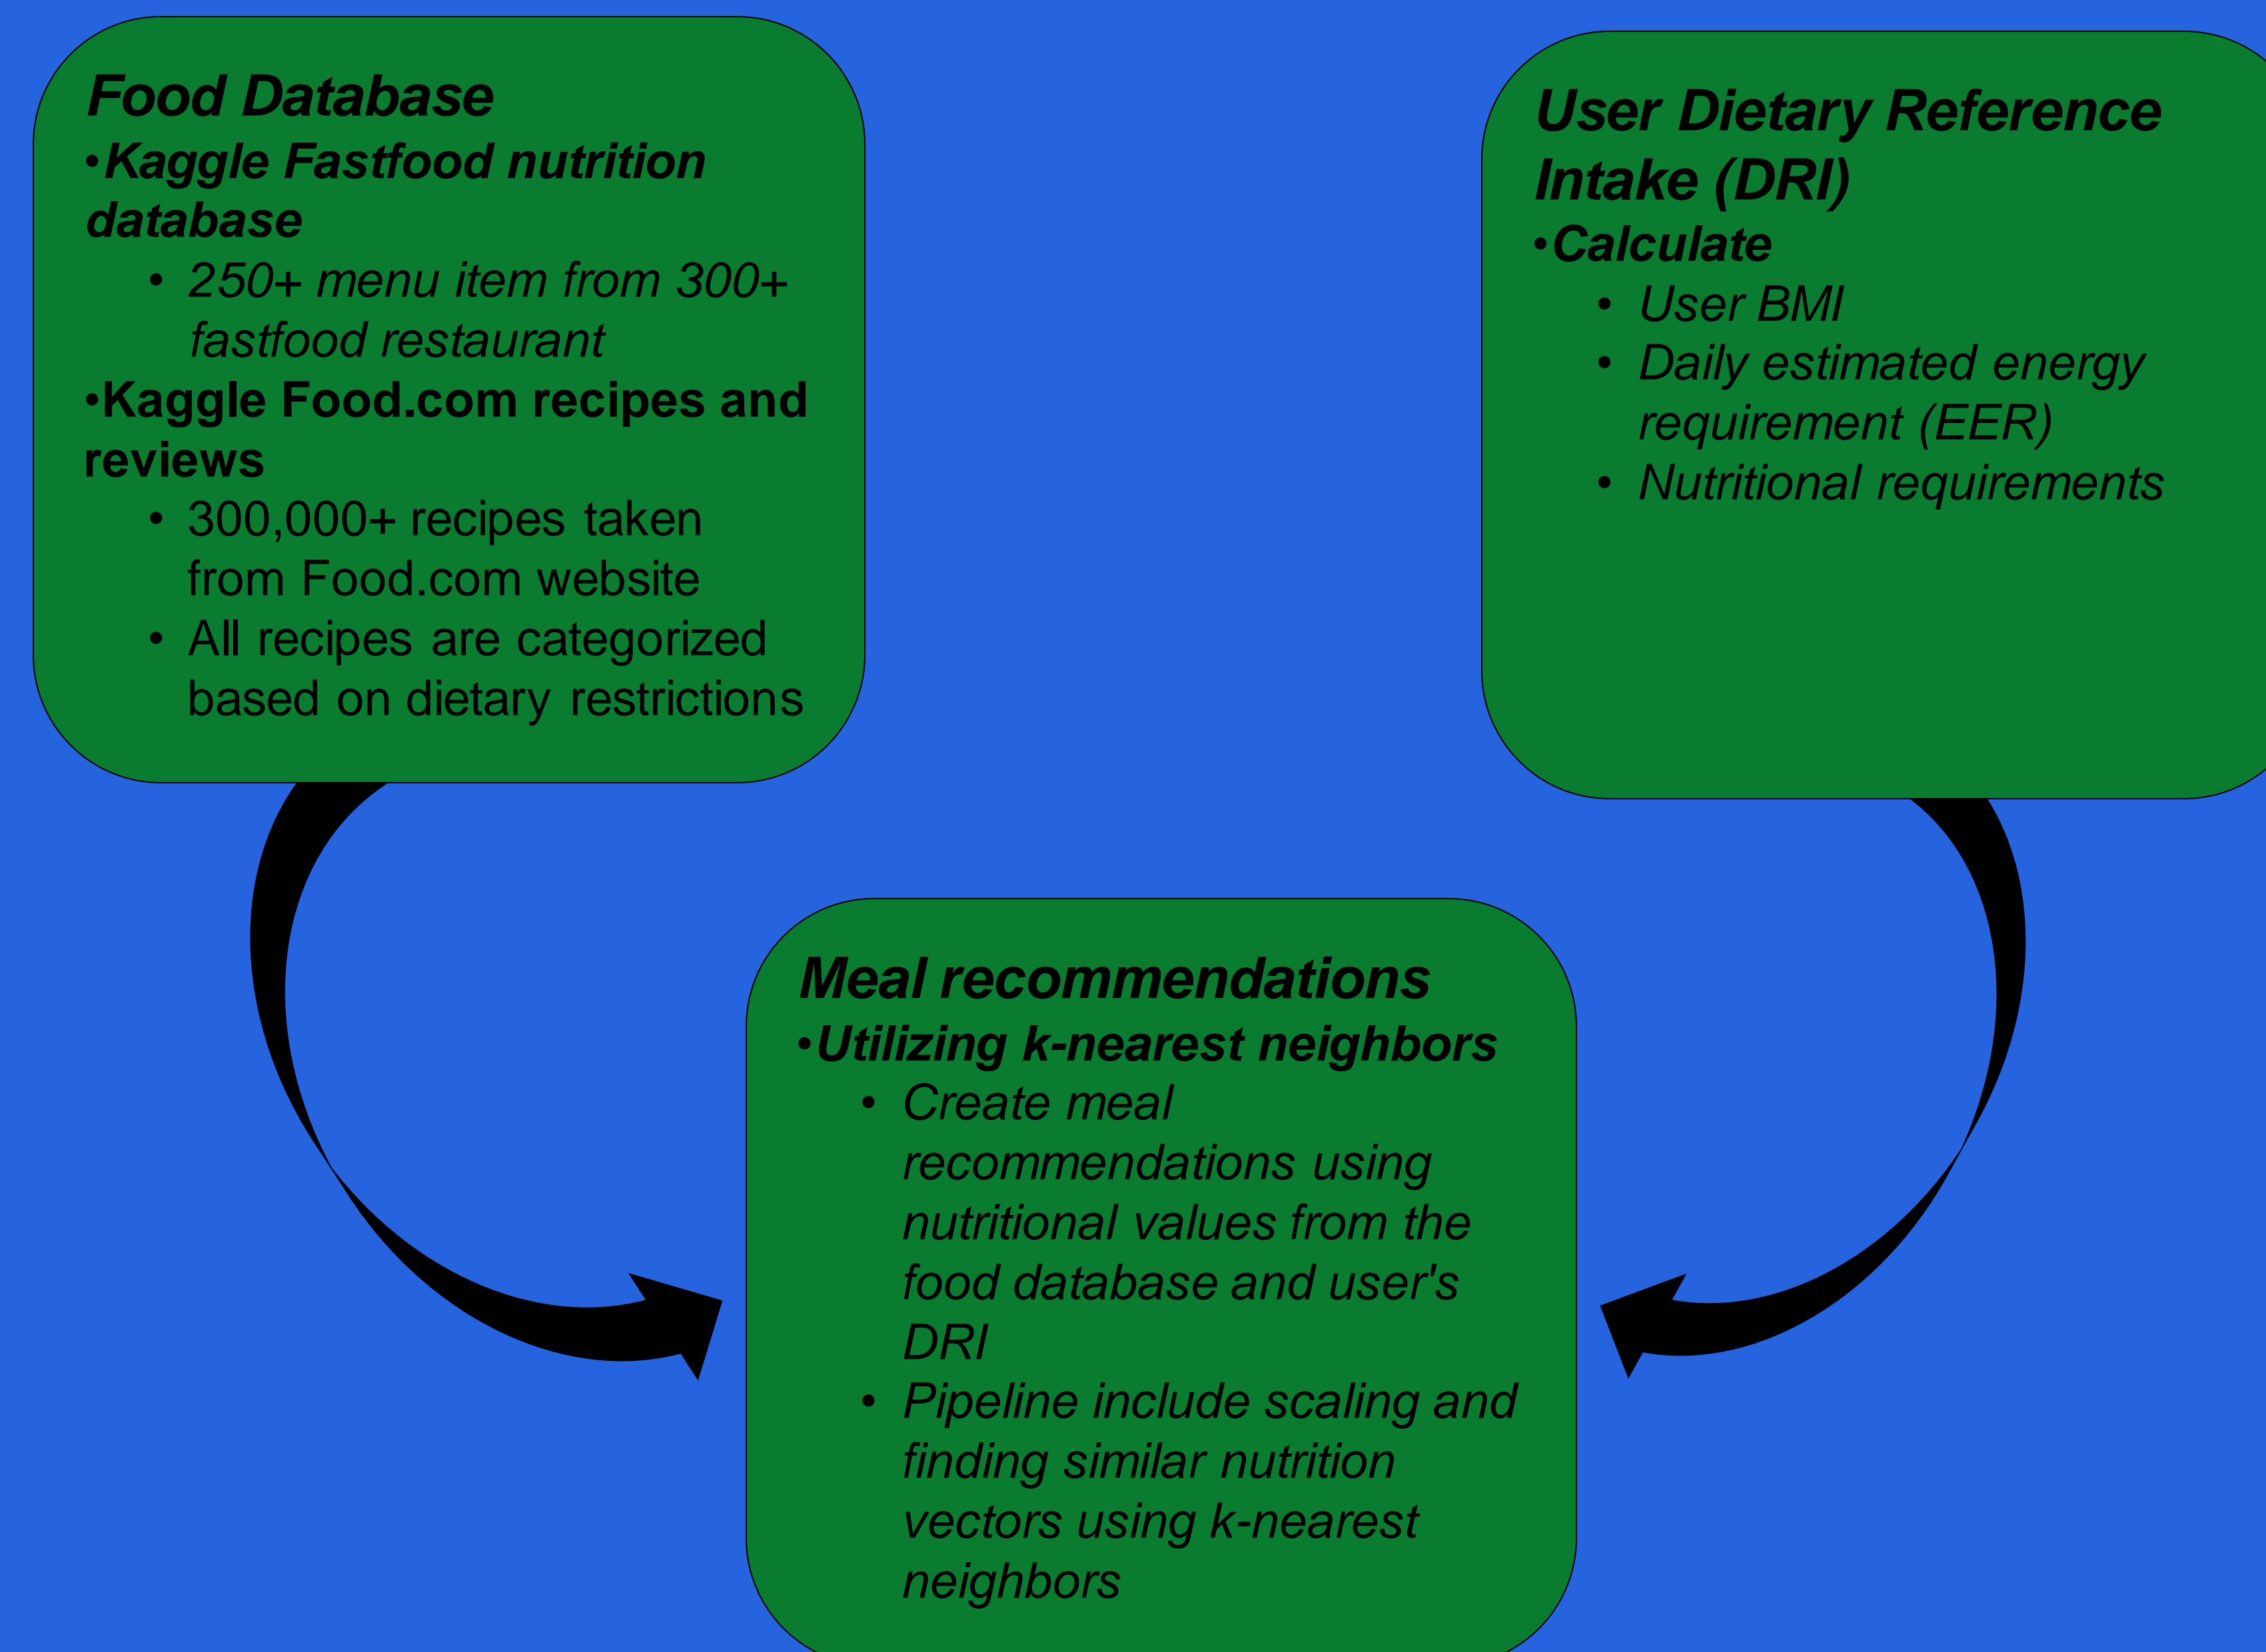 Food Database
•Kaggle Fastfood nutrition
database
• 250+ menu item from 300+
fastfood restaurant
•Kaggle Food.com recipes and
reviews
• 300,000+ recipes taken
from Food.com website
• All recipes are categorized
based on dietary restrictions
User Dietary Reference
Intake (DRI)
•Calculate
• User BMI
• Daily estimated energy
requirement (EER)
• Nutritional requirements
Meal recommendations
•Utilizing k-nearest neighbors
• Create meal
recommendations using
nutritional values from the
food database and user's
DRI
• Pipeline include scaling and
finding similar nutrition
vectors using k-nearest
neighbors